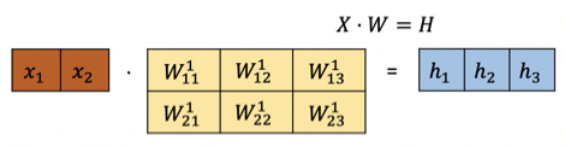 X · W = H
x₁ x₂ · W¹₁₁ W¹₁₂ W¹₁₃ = h₁ h₂ h₃
W¹₂₁ W¹₂₂ W¹₂₃